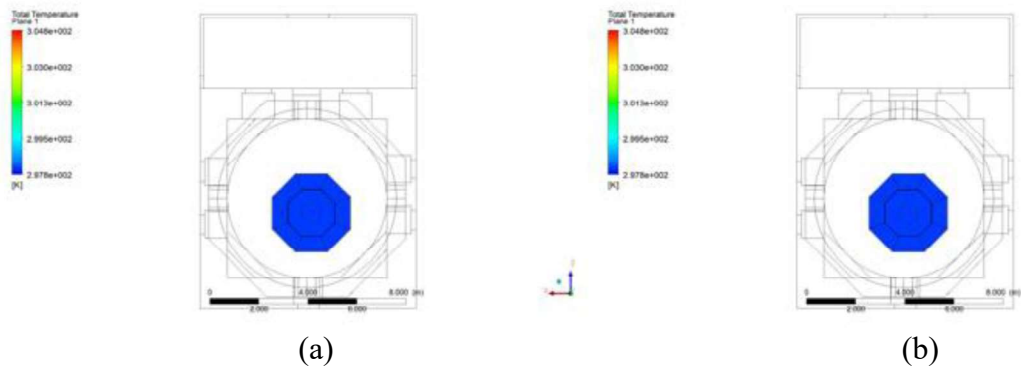 Total Temperature
Plane 1
3.048e+002
3.030e+002
3.013e+002
2.995e+002
2.978e+002
[K]
0
4.000
8.000 (m)
2.000
6.000
(a)
Total Temperature
Plane 1
3.048e+002
3.030e+002
3.013e+002
2.995e+002
2.978e+002
[K]
0
4.000
8.000 (m)
2.000
6.000
(b)